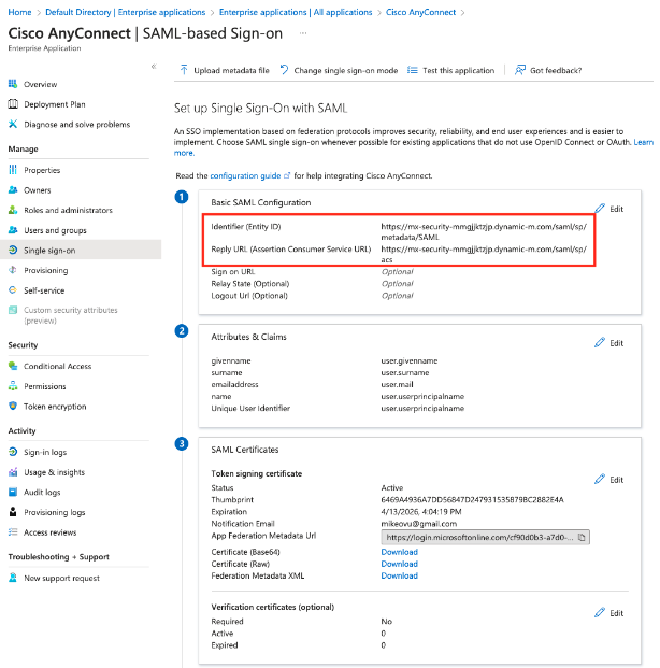 Home > Default Directory | Enterprise applications > Enterprise applications | All applications > Cisco AnyConnect >
Cisco AnyConnect | SAML-based Sign-on ...
Enterprise Application
«
Overview
Deployment Plan
Diagnose and solve problems
Manage
Properties
Owners
Roles and administrators
Users and groups
Single sign-on
Provisioning
Self-service
Custom security attributes
(preview)
Security
Conditional Access
Permissions
Token encryption
Activity
Sign-in logs
Usage & insights
Audit logs
Provisioning logs
Access reviews
Troubleshooting + Support
New support request
Upload metadata file Change single sign-on mode Test this application Got feedback?
Set up Single Sign-On with SAML
An SSO implementation based on federation protocols improves security, reliability, and end user experiences and is easier to
implement. Choose SAML single sign-on whenever possible for existing applications that do not use OpenID Connect or OAuth. Learn
more.
Read the configuration guide for help integrating Cisco AnyConnect.
1
Basic SAML Configuration
Edit
Identifier (Entity ID) https://mx-security-mmqjjktzjp.dynamic-m.com/saml/sp/
metadata/SAML
Reply URL (Assertion Consumer Service URL) https://mx-security-mmqjjktzjp.dynamic-m.com/saml/sp/
acs
Sign on URL Optional
Relay State (Optional) Optional
Logout Url (Optional) Optional
2
Attributes & Claims
Edit
givenname user.givenname
surname user.surname
emailaddress user.mail
name user.userprincipalname
Unique User Identifier user.userprincipalname
3
SAML Certificates
Token signing certificate
Edit
Status Active
Thumbprint
Expiration 4/13/2026, 4:04:19 PM
Notification Email mikeovu@gmail.com
App Federation Metadata Url https://login.microsoftonline.com/cf90d0b3-a7d0-...
Certificate (Base64) Download
Certificate (Raw) Download
Federation Metadata XML Download
Verification certificates (optional)
Edit
Required No
Active 0
Expired 0